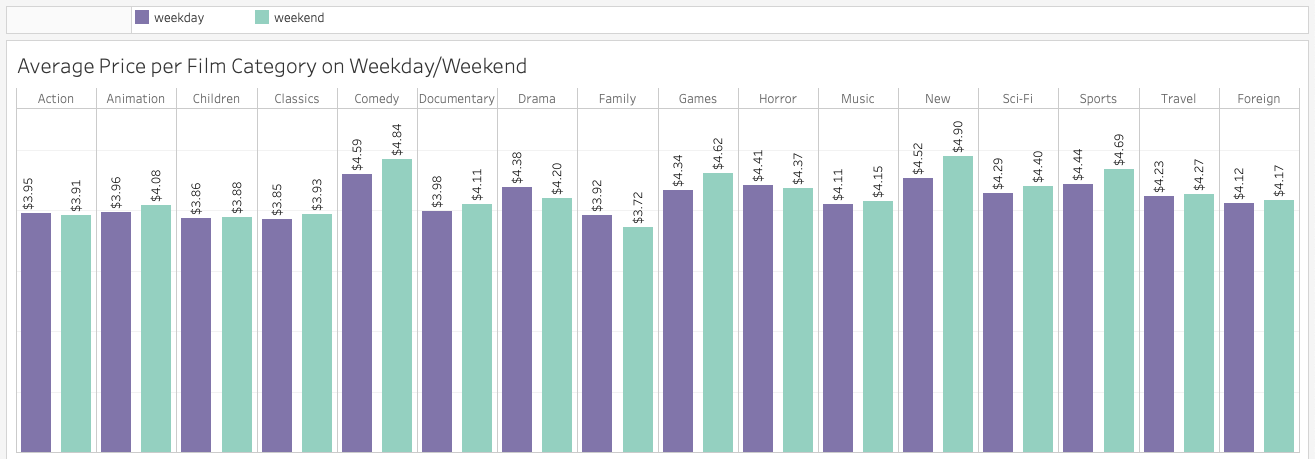 weekday weekend
Average Price per Film Category on Weekday/Weekend
Action Animation Children Classics Comedy Documentary Drama Family Games Horror Music New Sci-Fi Sports Travel Foreign
$3.95 $3.91 $3.96 $4.08 $3.86 $3.88 $3.85 $3.93 $4.59 $4.84 $3.98 $4.11 $4.38 $4.20 $3.92 $3.72 $4.34 $4.62 $4.41 $4.37 $4.11 $4.15 $4.52 $4.90 $4.29 $4.40 $4.44 $4.69 $4.23 $4.27 $4.12 $4.17